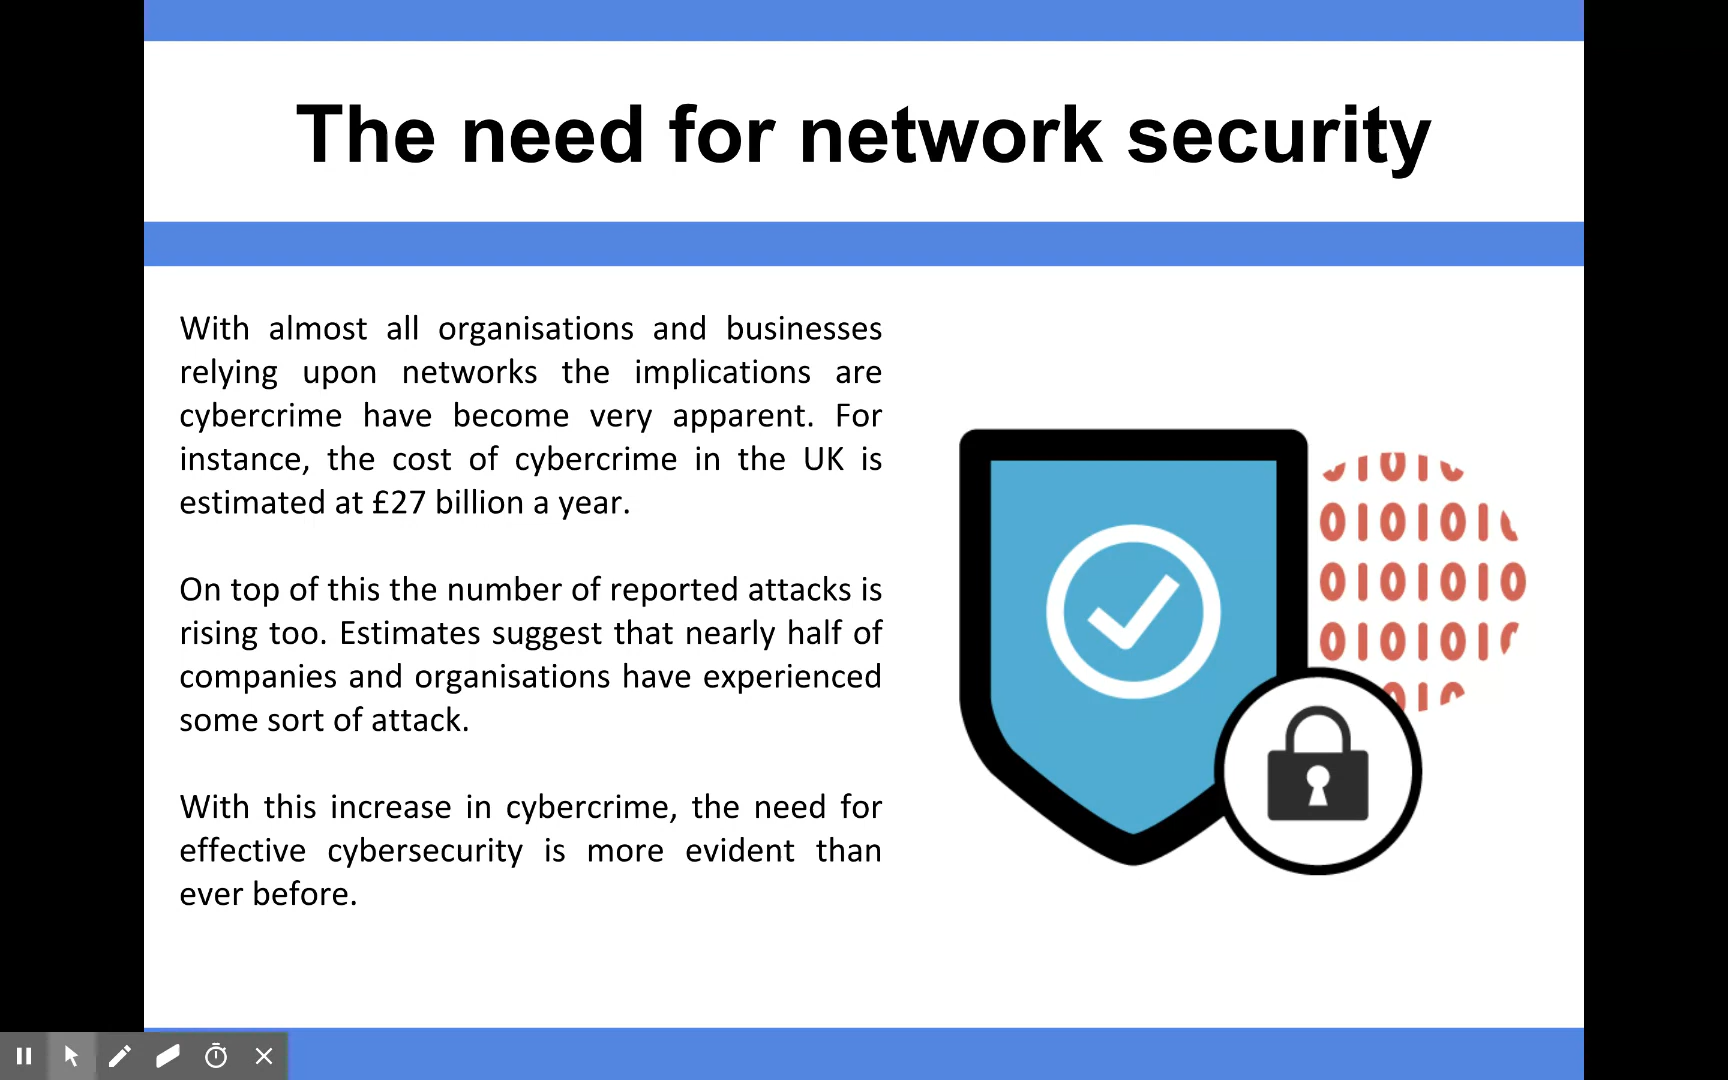 The need for network security
With almost all organisations and businesses
relying upon networks the implications are
cybercrime have become very apparent. For
instance, the cost of cybercrime in the UK is
estimated at £27 billion a year.
On top of this the number of reported attacks is
rising too. Estimates suggest that nearly half of
companies and organisations have experienced
some sort of attack.
With this increase in cybercrime, the need for
effective cybersecurity is more evident than
ever before.
010101
0101010
010101